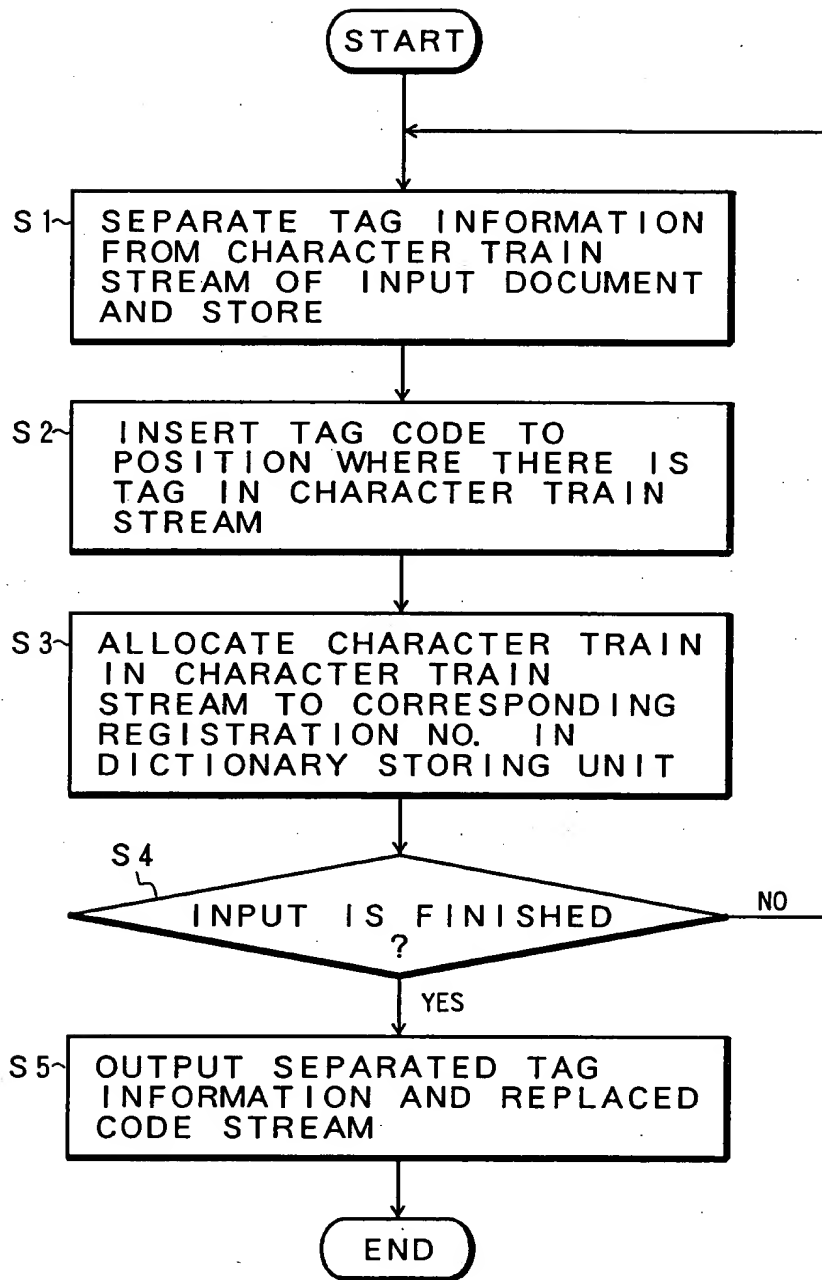 START
S1
SEPARATE TAG INFORMATION
FROM CHARACTER TRAIN
STREAM OF INPUT DOCUMENT
AND STORE
S2
INSERT TAG CODE TO
POSITION WHERE THERE IS
TAG IN CHARACTER TRAIN
STREAM
S3
ALLOCATE CHARACTER TRAIN
IN CHARACTER TRAIN
STREAM TO CORRESPONDING
REGISTRATION NO. IN
DICTIONARY STORING UNIT
S4
INPUT IS FINISHED
?
NO
YES
S5
OUTPUT SEPARATED TAG
INFORMATION AND REPLACED
CODE STREAM
END